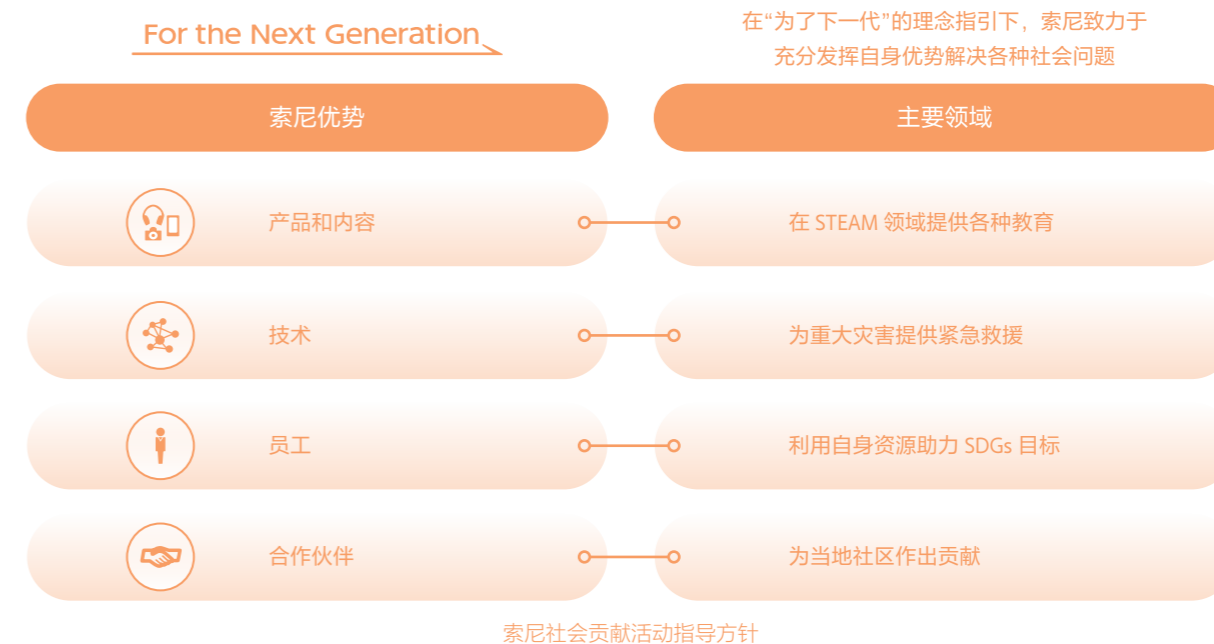 For the Next Generation
在“为了下一代”的理念指引下，索尼致力于
充分发挥自身优势解决各种社会问题
索尼优势
主要领域
产品和内容
在 STEAM 领域提供各种教育
技术
为重大灾害提供紧急救援
员工
利用自身资源助力 SDGs 目标
合作伙伴
为当地社区作出贡献
索尼社会贡献活动指导方针